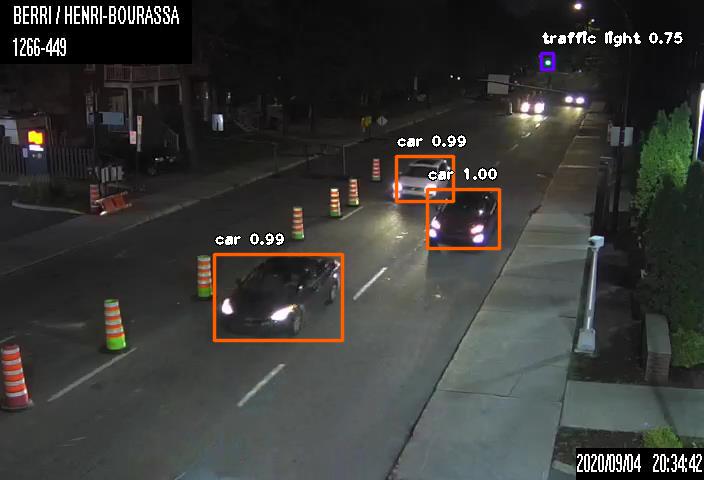 BERRI / HENRI-BOURASSA
1266-449
traffic light 0.75
car 0.99
car 1.00
car 0.99
2020/09/04 20:34:42